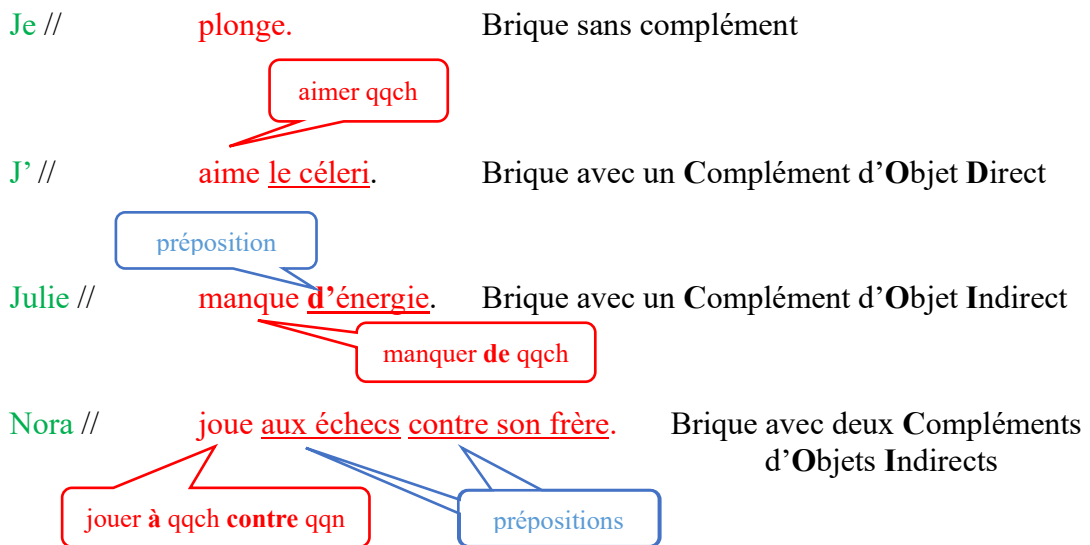 Je // plonge. Brique sans complément
aimer qqch
J’ // aime le céleri. Brique avec un Complément d’Objet Direct
préposition
Julie // manque d’énergie. Brique avec un Complément d’Objet Indirect
manquer de qqch
Nora // joue aux échecs contre son frère. Brique avec deux Compléments
d’Objets Indirects
jouer à qqch contre qqn prépositions